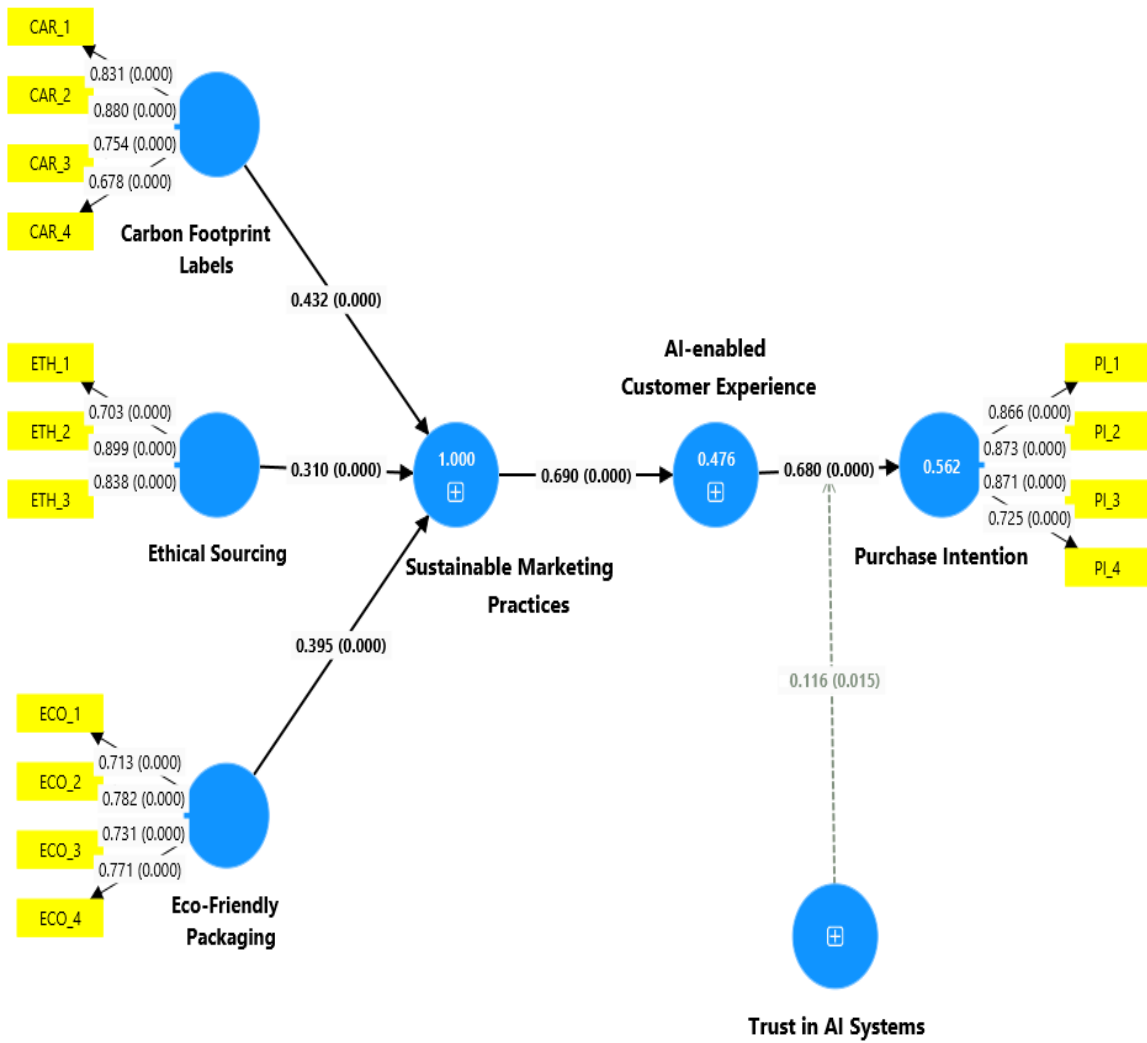 CAR_1
0.831 (0.000)
CAR_2
0.880 (0.000)
0.754 (0.000)
CAR_3
0.678 (0.000)
CAR_4
Carbon Footprint
Labels
0.432 (0.000)
ETH_1
0.703 (0.000)
ETH_2
0.899 (0.000)
0.838 (0.000)
ETH_3
Ethical Sourcing
0.310 (0.000)
1.000
Sustainable Marketing
Practices
0.690 (0.000)
AI-enabled
Customer Experience
0.476
0.680 (0.000)
0.562
Purchase Intention
PI_1
0.866 (0.000)
PI_2
0.873 (0.000)
0.871 (0.000)
PI_3
0.725 (0.000)
PI_4
0.395 (0.000)
0.116 (0.015)
ECO_1
0.713 (0.000)
ECO_2
0.782 (0.000)
0.731 (0.000)
ECO_3
0.771 (0.000)
ECO_4
Eco-Friendly
Packaging
Trust in AI Systems